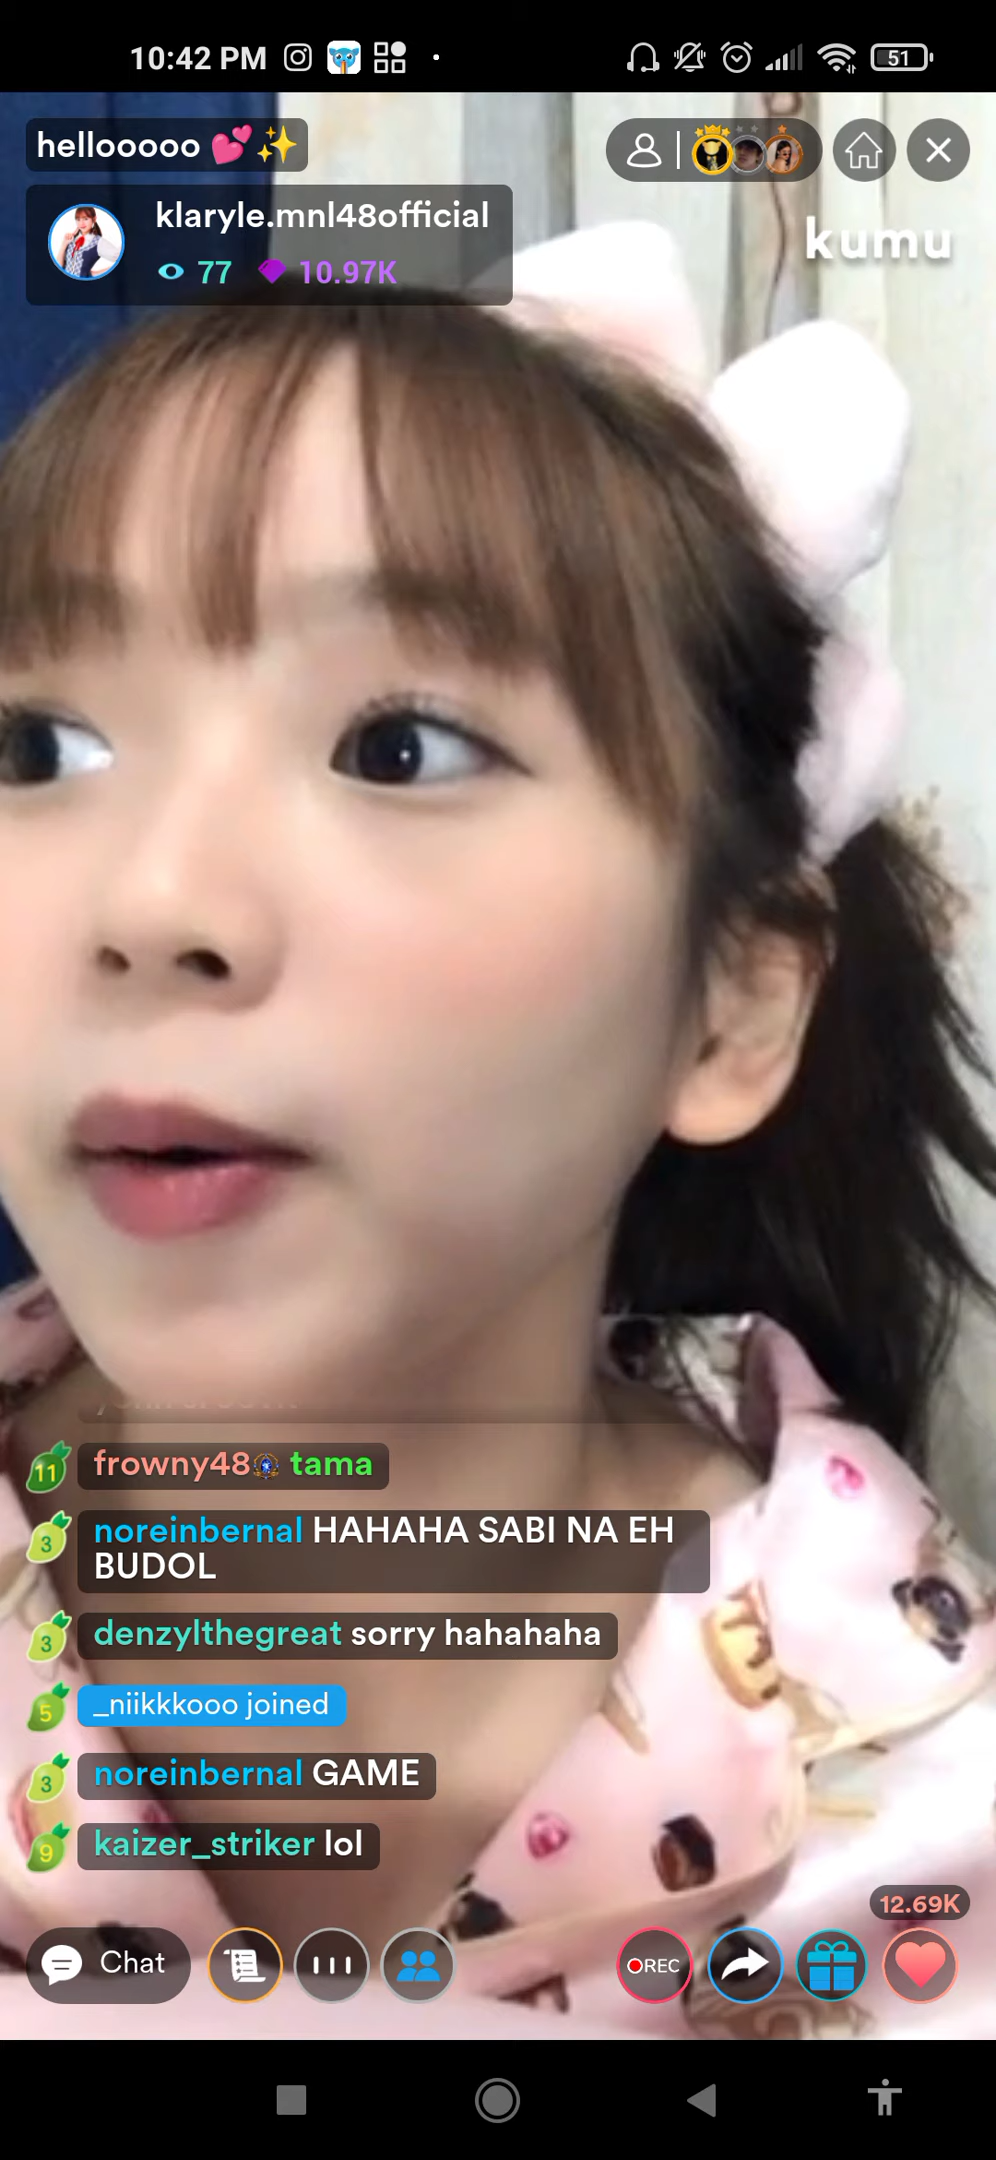 10:42 PM
51
hellooooo 💕✨
klaryle.mnl48official
77 10.97K
kumu
11 frowny48 tama
3 noreinbernal HAHAHA SABI NA EH
BUDOL
3 denzylthegreat sorry hahahaha
5 _niikkkooo joined
3 noreinbernal GAME
9 kaizer_striker lol
12.69K
Chat
REC